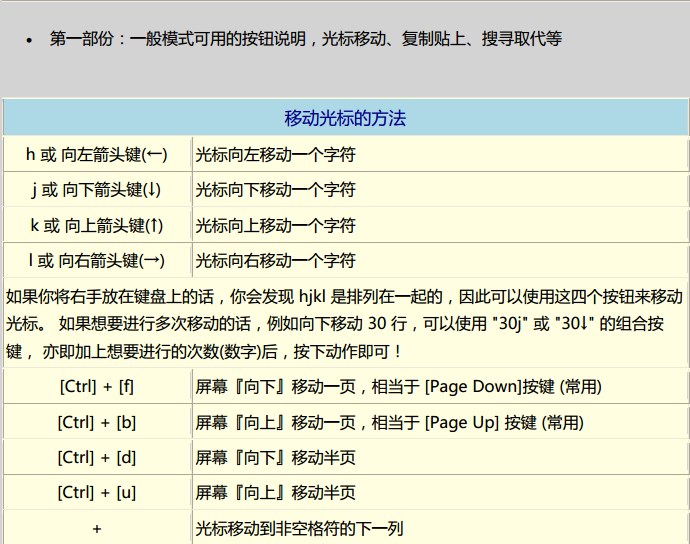 • 第一部份：一般模式可用的按钮说明，光标移动、复制贴上、搜寻取代等
移动光标的方法
h 或 向左箭头键(←) 光标向左移动一个字符
j 或 向下箭头键(↓) 光标向下移动一个字符
k 或 向上箭头键(↑) 光标向上移动一个字符
l 或 向右箭头键(→) 光标向右移动一个字符
如果你将右手放在键盘上的话，你会发现 hjkl 是排列在一起的，因此可以使用这四个按钮来移动
光标。 如果想要进行多次移动的话，例如向下移动 30 行，可以使用 "30j" 或 "30↓" 的组合按
键， 亦即加上想要进行的次数(数字)后，按下动作即可！
[Ctrl] + [f] 屏幕『向下』移动一页，相当于 [Page Down]按键 (常用)
[Ctrl] + [b] 屏幕『向上』移动一页，相当于 [Page Up] 按键 (常用)
[Ctrl] + [d] 屏幕『向下』移动半页
[Ctrl] + [u] 屏幕『向上』移动半页
+ 光标移动到非空格符的下一列